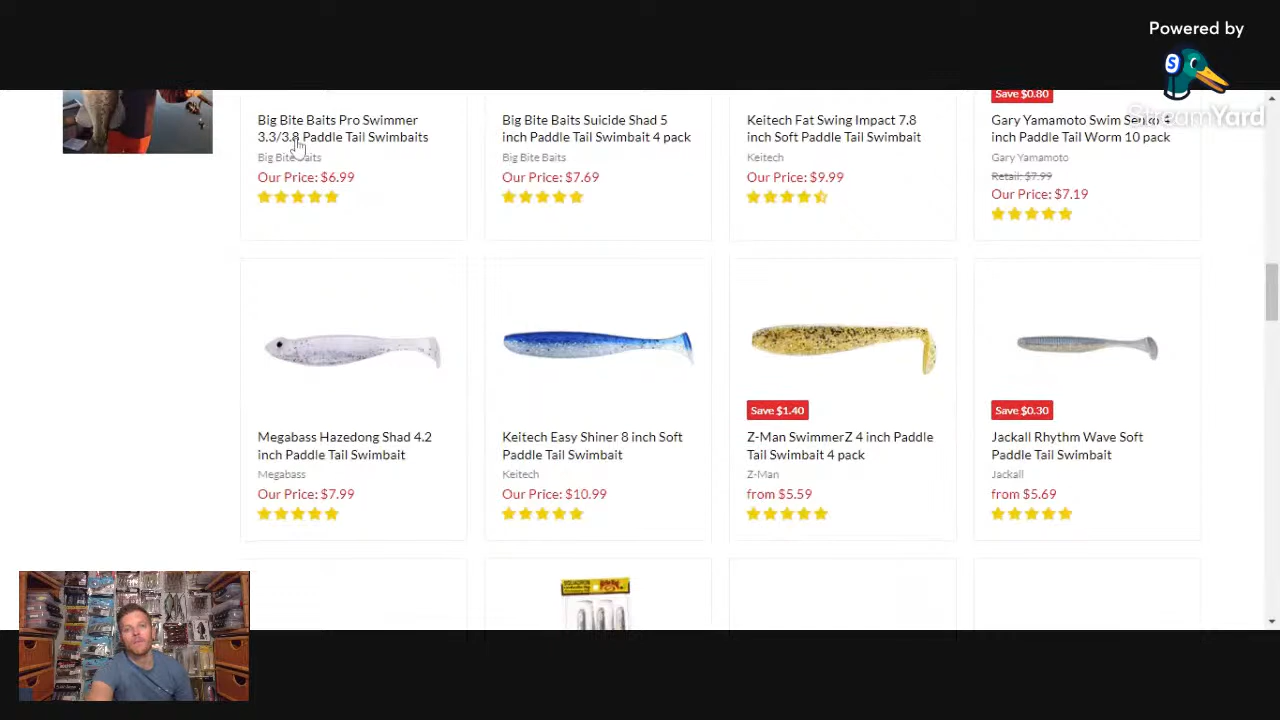 Powered by
S
StreamYard
Save $0.80
Big Bite Baits Pro Swimmer
3.3/3.8 Paddle Tail Swimbaits
Big Bite Baits
Our Price: $6.99
Big Bite Baits Suicide Shad 5
inch Paddle Tail Swimbait 4 pack
Big Bite Baits
Our Price: $7.69
Keitech Fat Swing Impact 7.8
inch Soft Paddle Tail Swimbait
Keitech
Our Price: $9.99
Gary Yamamoto Swim Senko 4
inch Paddle Tail Worm 10 pack
Gary Yamamoto
Retail: $7.99
Our Price: $7.19
Megabass Hazedong Shad 4.2
inch Paddle Tail Swimbait
Megabass
Our Price: $7.99
Keitech Easy Shiner 8 inch Soft
Paddle Tail Swimbait
Keitech
Our Price: $10.99
Save $1.40
Z-Man SwimmerZ 4 inch Paddle
Tail Swimbait 4 pack
Z-Man
from $5.59
Save $0.30
Jackall Rhythm Wave Soft
Paddle Tail Swimbait
Jackall
from $5.69